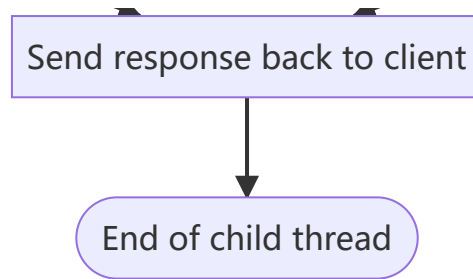 Send response back to client
End of child thread